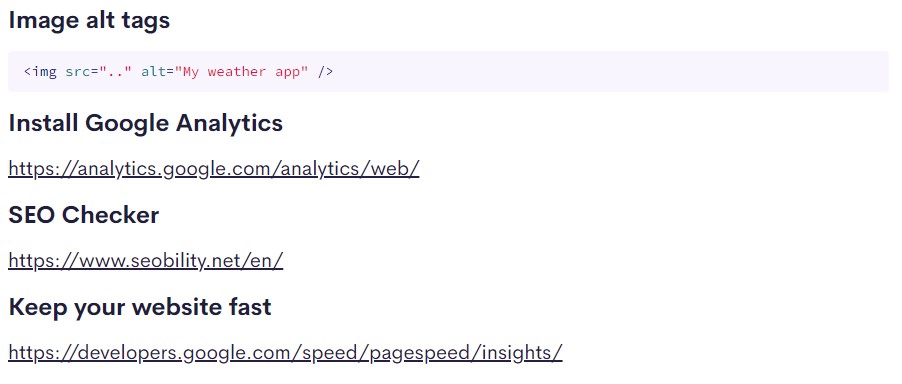 Image alt tags
<img src=".." alt="My weather app" />
Install Google Analytics
https://analytics.google.com/analytics/web/
SEO Checker
https://www.seobility.net/en/
Keep your website fast
https://developers.google.com/speed/pagespeed/insights/